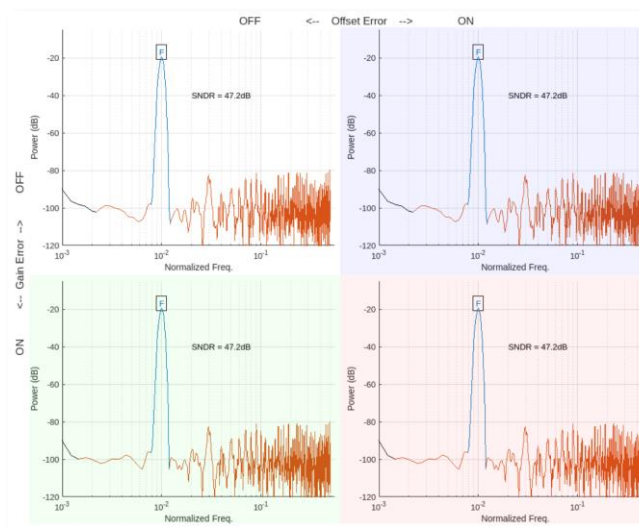 OFF <-- Offset Error --> ON
<-- Gain Error -->
OFF
ON
F
SNDR = 47.2dB
Power (dB)
-20
-40
-60
-80
-100
-120
10-3
10-2
10-1
Normalized Freq.
F
SNDR = 47.2dB
Power (dB)
-20
-40
-60
-80
-100
-120
10-3
10-2
10-1
Normalized Freq.
F
SNDR = 47.2dB
Power (dB)
-20
-40
-60
-80
-100
-120
10-3
10-2
10-1
Normalized Freq.
F
SNDR = 47.2dB
Power (dB)
-20
-40
-60
-80
-100
-120
10-3
10-2
10-1
Normalized Freq.